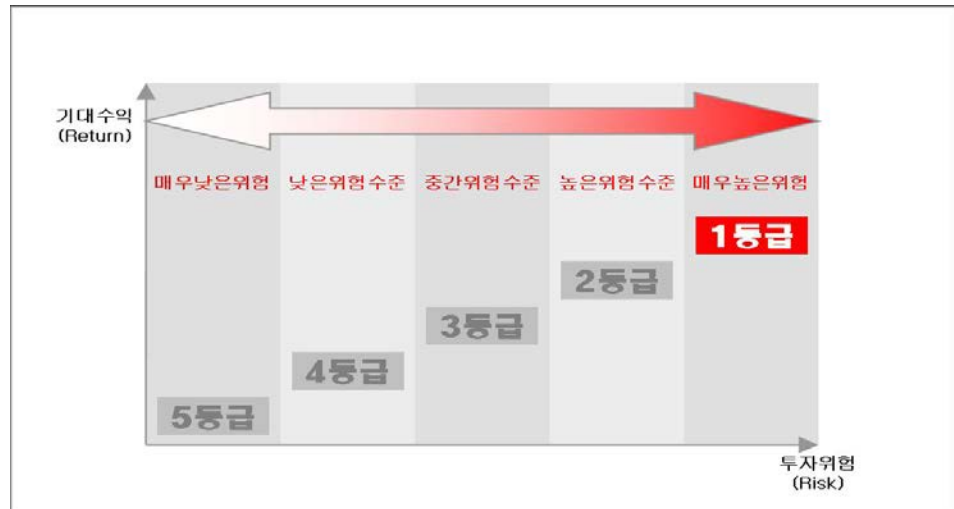 기대수익
(Return)
매우낮은위험 낮은위험수준 중간위험수준 높은위험수준 매우높은위험
1등급
2등급
3등급
4등급
5등급
투자위험
(Risk)